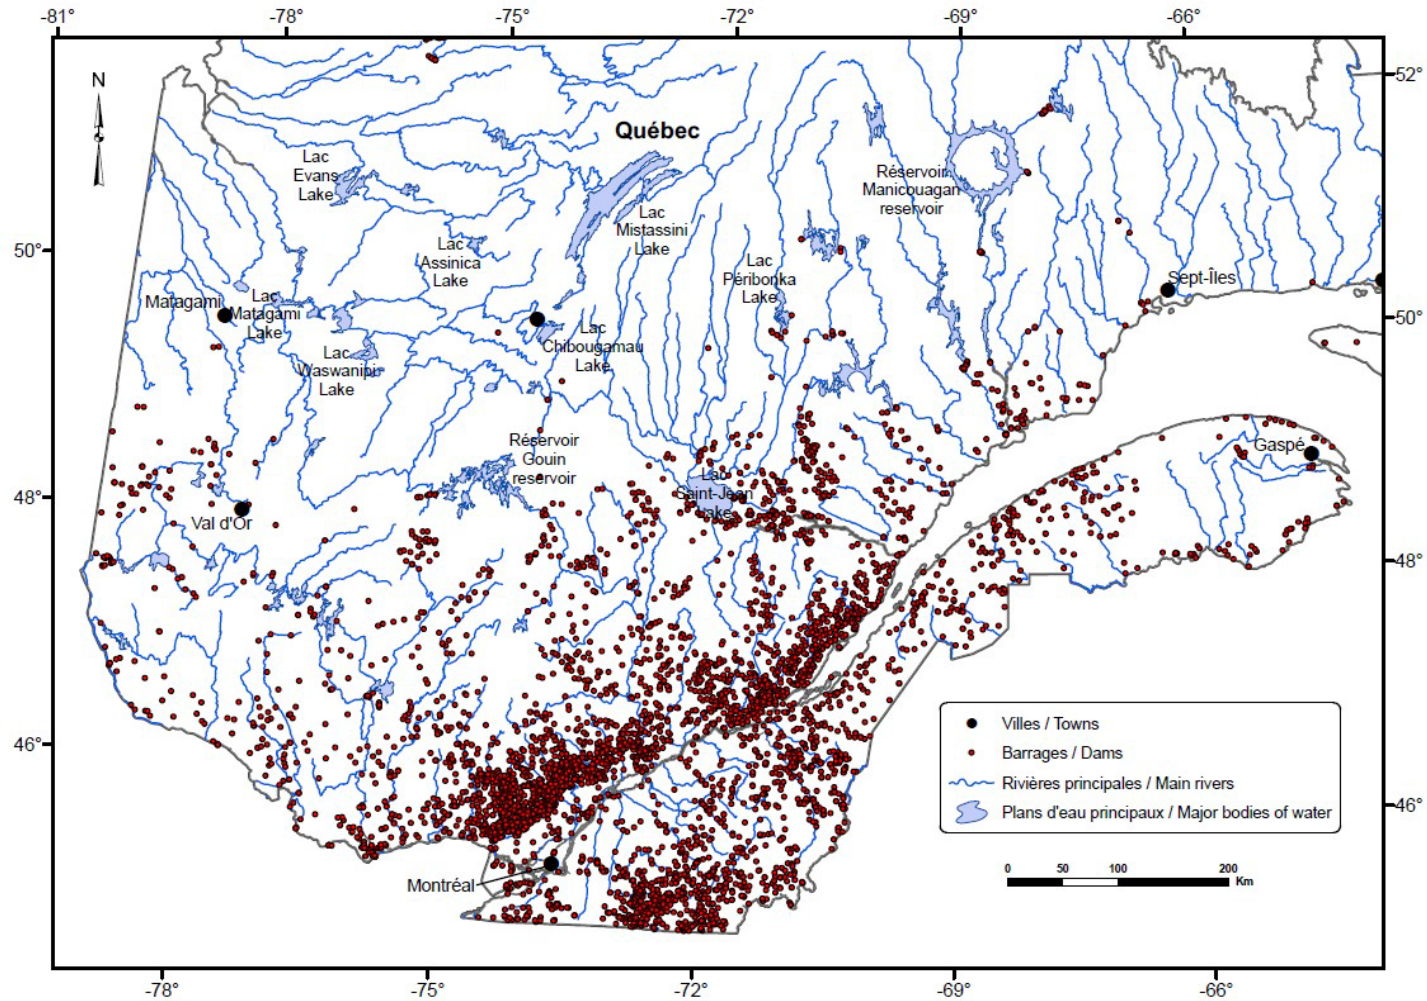 -81°
-78°
-75°
-72°
-69°
-66°
N
52°
Québec
Lac
Evans
Lake
Réservoir
Manicouagan
reservoir
Lac
Mistassini
Lake
50°
Lac
Assinica
Lake
Lac
Péribonka
Lake
Sept-Îles
Matagami
Lac
Matagami
Lake
50°
Lac
Chibougamau
Lake
Lac
Waswanipi
Lake
Réservoir
Gouin
reservoir
Gaspé
Lac
Saint-Jean
Lake
48°
Val d'Or
48°
Villes / Towns
Barrages / Dams
46°
Rivières principales / Main rivers
Plans d'eau principaux / Major bodies of water
46°
0 50 100 200
Km
Montréal
-78°
-75°
-72°
-69°
-66°